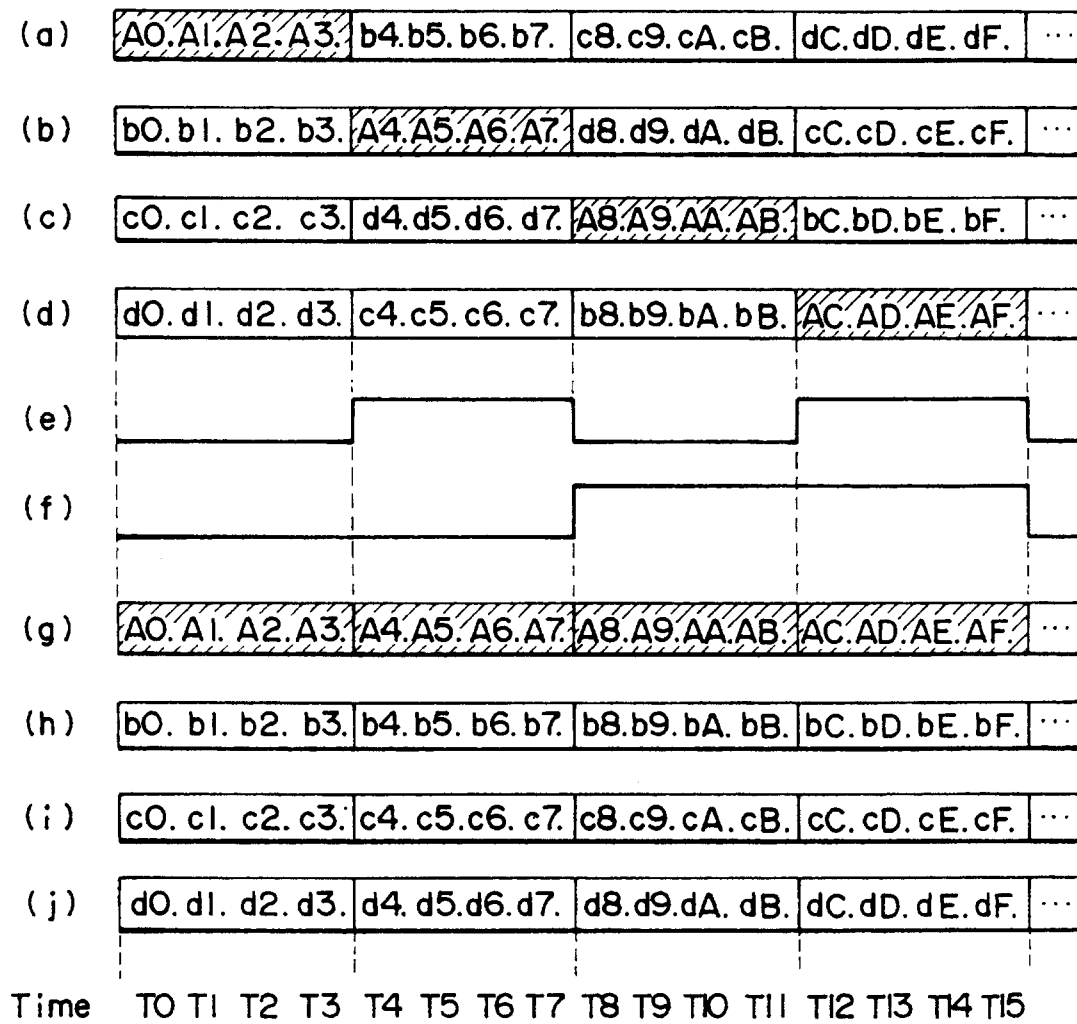 (a) A0. A1. A2. A3. b4. b5. b6. b7. c8. c9. cA. cB. dC. dD. dE. dF. ...
(b) b0. b1. b2. b3. A4. A5. A6. A7. d8. d9. dA. dB. cC. cD. cE. cF. ...
(c) c0. c1. c2. c3. d4. d5. d6. d7. A8. A9. AA. AB. bC. bD. bE. bF. ...
(d) d0. d1. d2. d3. c4. c5. c6. c7. b8. b9. bA. bB. AC. AD. AE. AF. ...
(e)
(f)
(g) A0. A1. A2. A3. A4. A5. A6. A7. A8. A9. AA. AB. AC. AD. AE. AF. ...
(h) b0. b1. b2. b3. b4. b5. b6. b7. b8. b9. bA. bB. bC. bD. bE. bF. ...
(i) c0. c1. c2. c3. c4. c5. c6. c7. c8. c9. cA. cB. cC. cD. cE. cF. ...
(j) d0. d1. d2. d3. d4. d5. d6. d7. d8. d9. dA. dB. dC. dD. dE. dF. ...
Time T0 T1 T2 T3 T4 T5 T6 T7 T8 T9 T10 T11 T12 T13 T14 T15